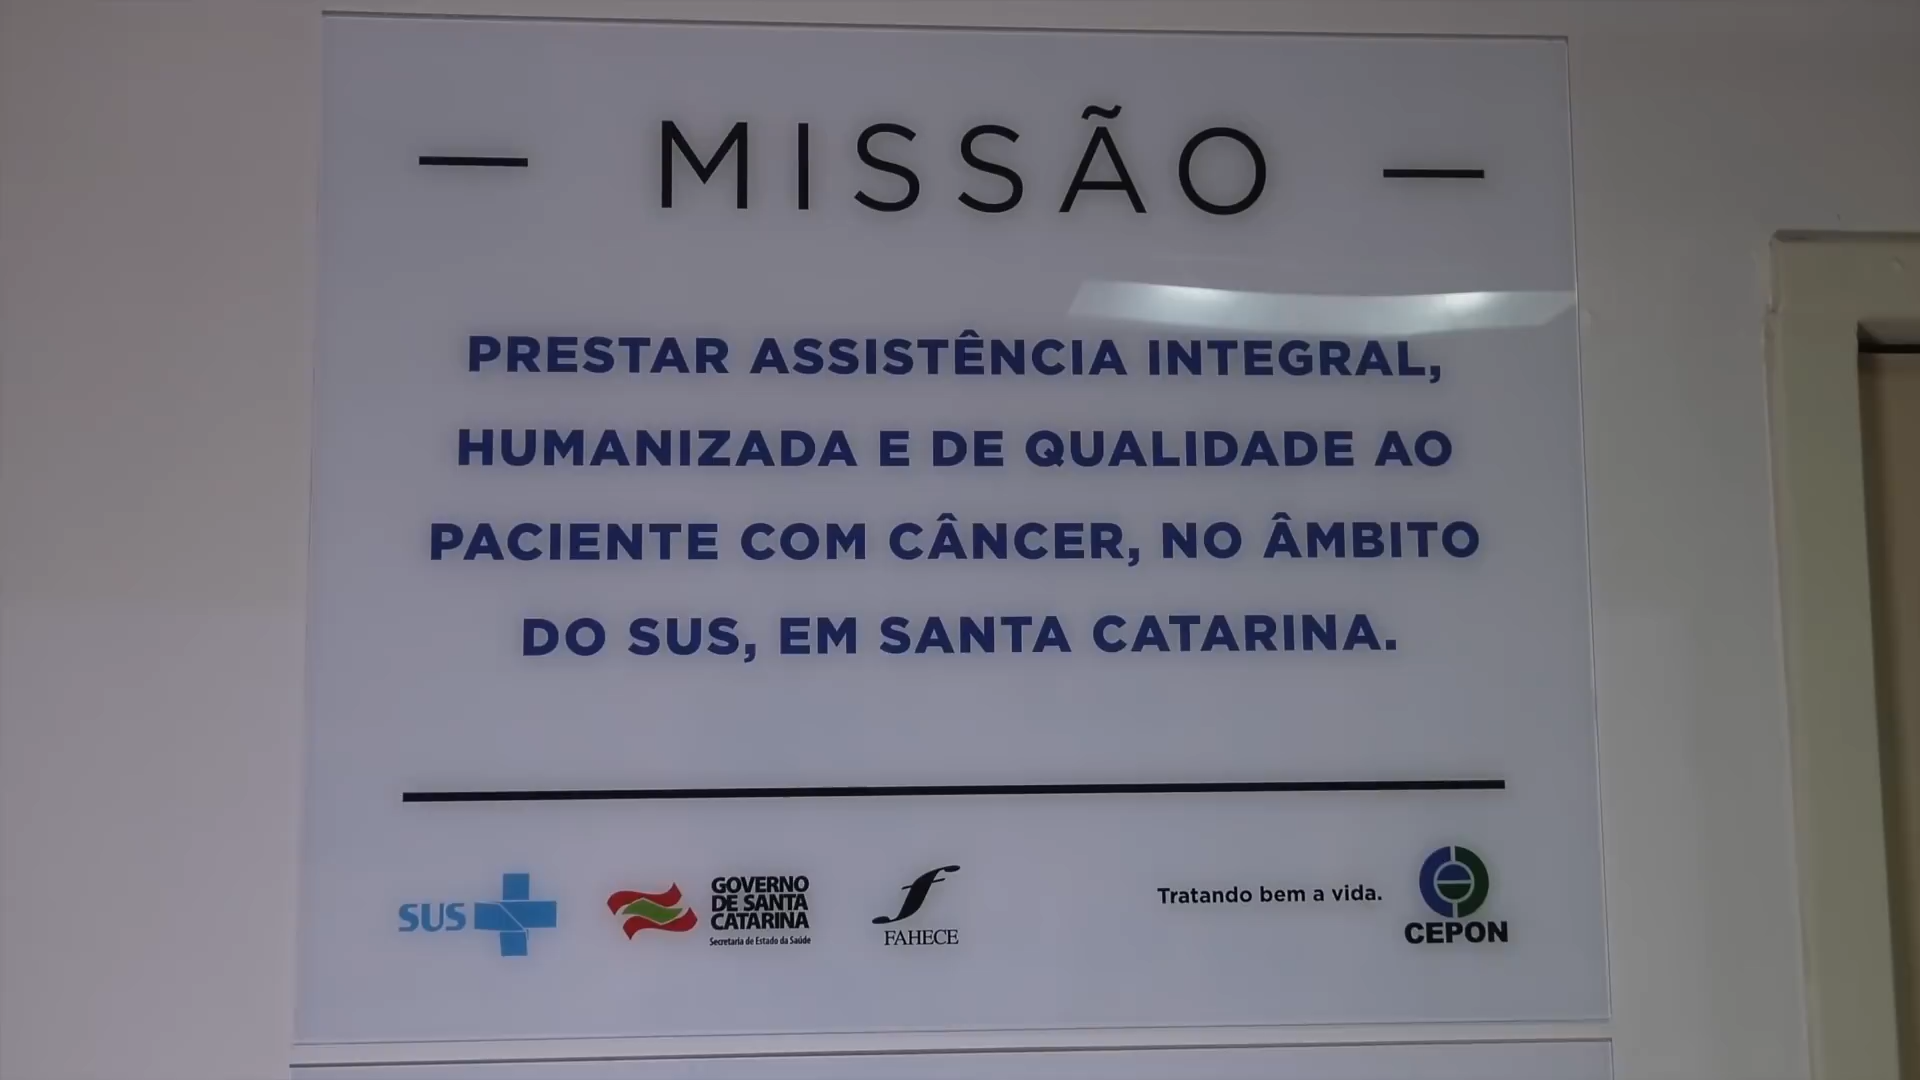 — MISSÃO —
PRESTAR ASSISTÊNCIA INTEGRAL,
HUMANIZADA E DE QUALIDADE AO
PACIENTE COM CÂNCER, NO ÂMBITO
DO SUS, EM SANTA CATARINA.
SUS
GOVERNO
DE SANTA
CATARINA
Secretaria de Estado da Saúde
FAHECE
Tratando bem a vida.
CEPON